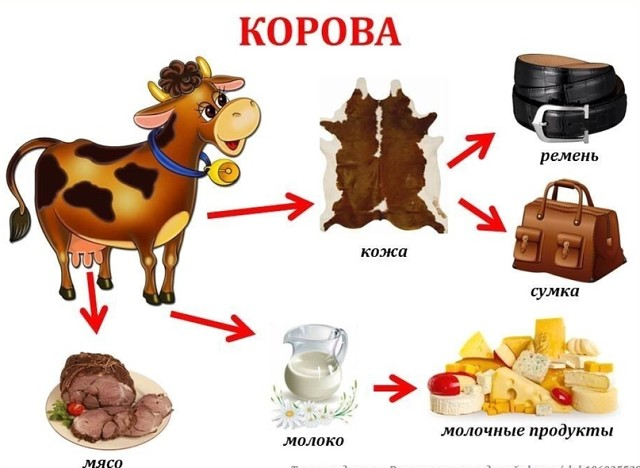 КОРОВА
ремень
кожа
сумка
молоко
молочные продукты
мясо